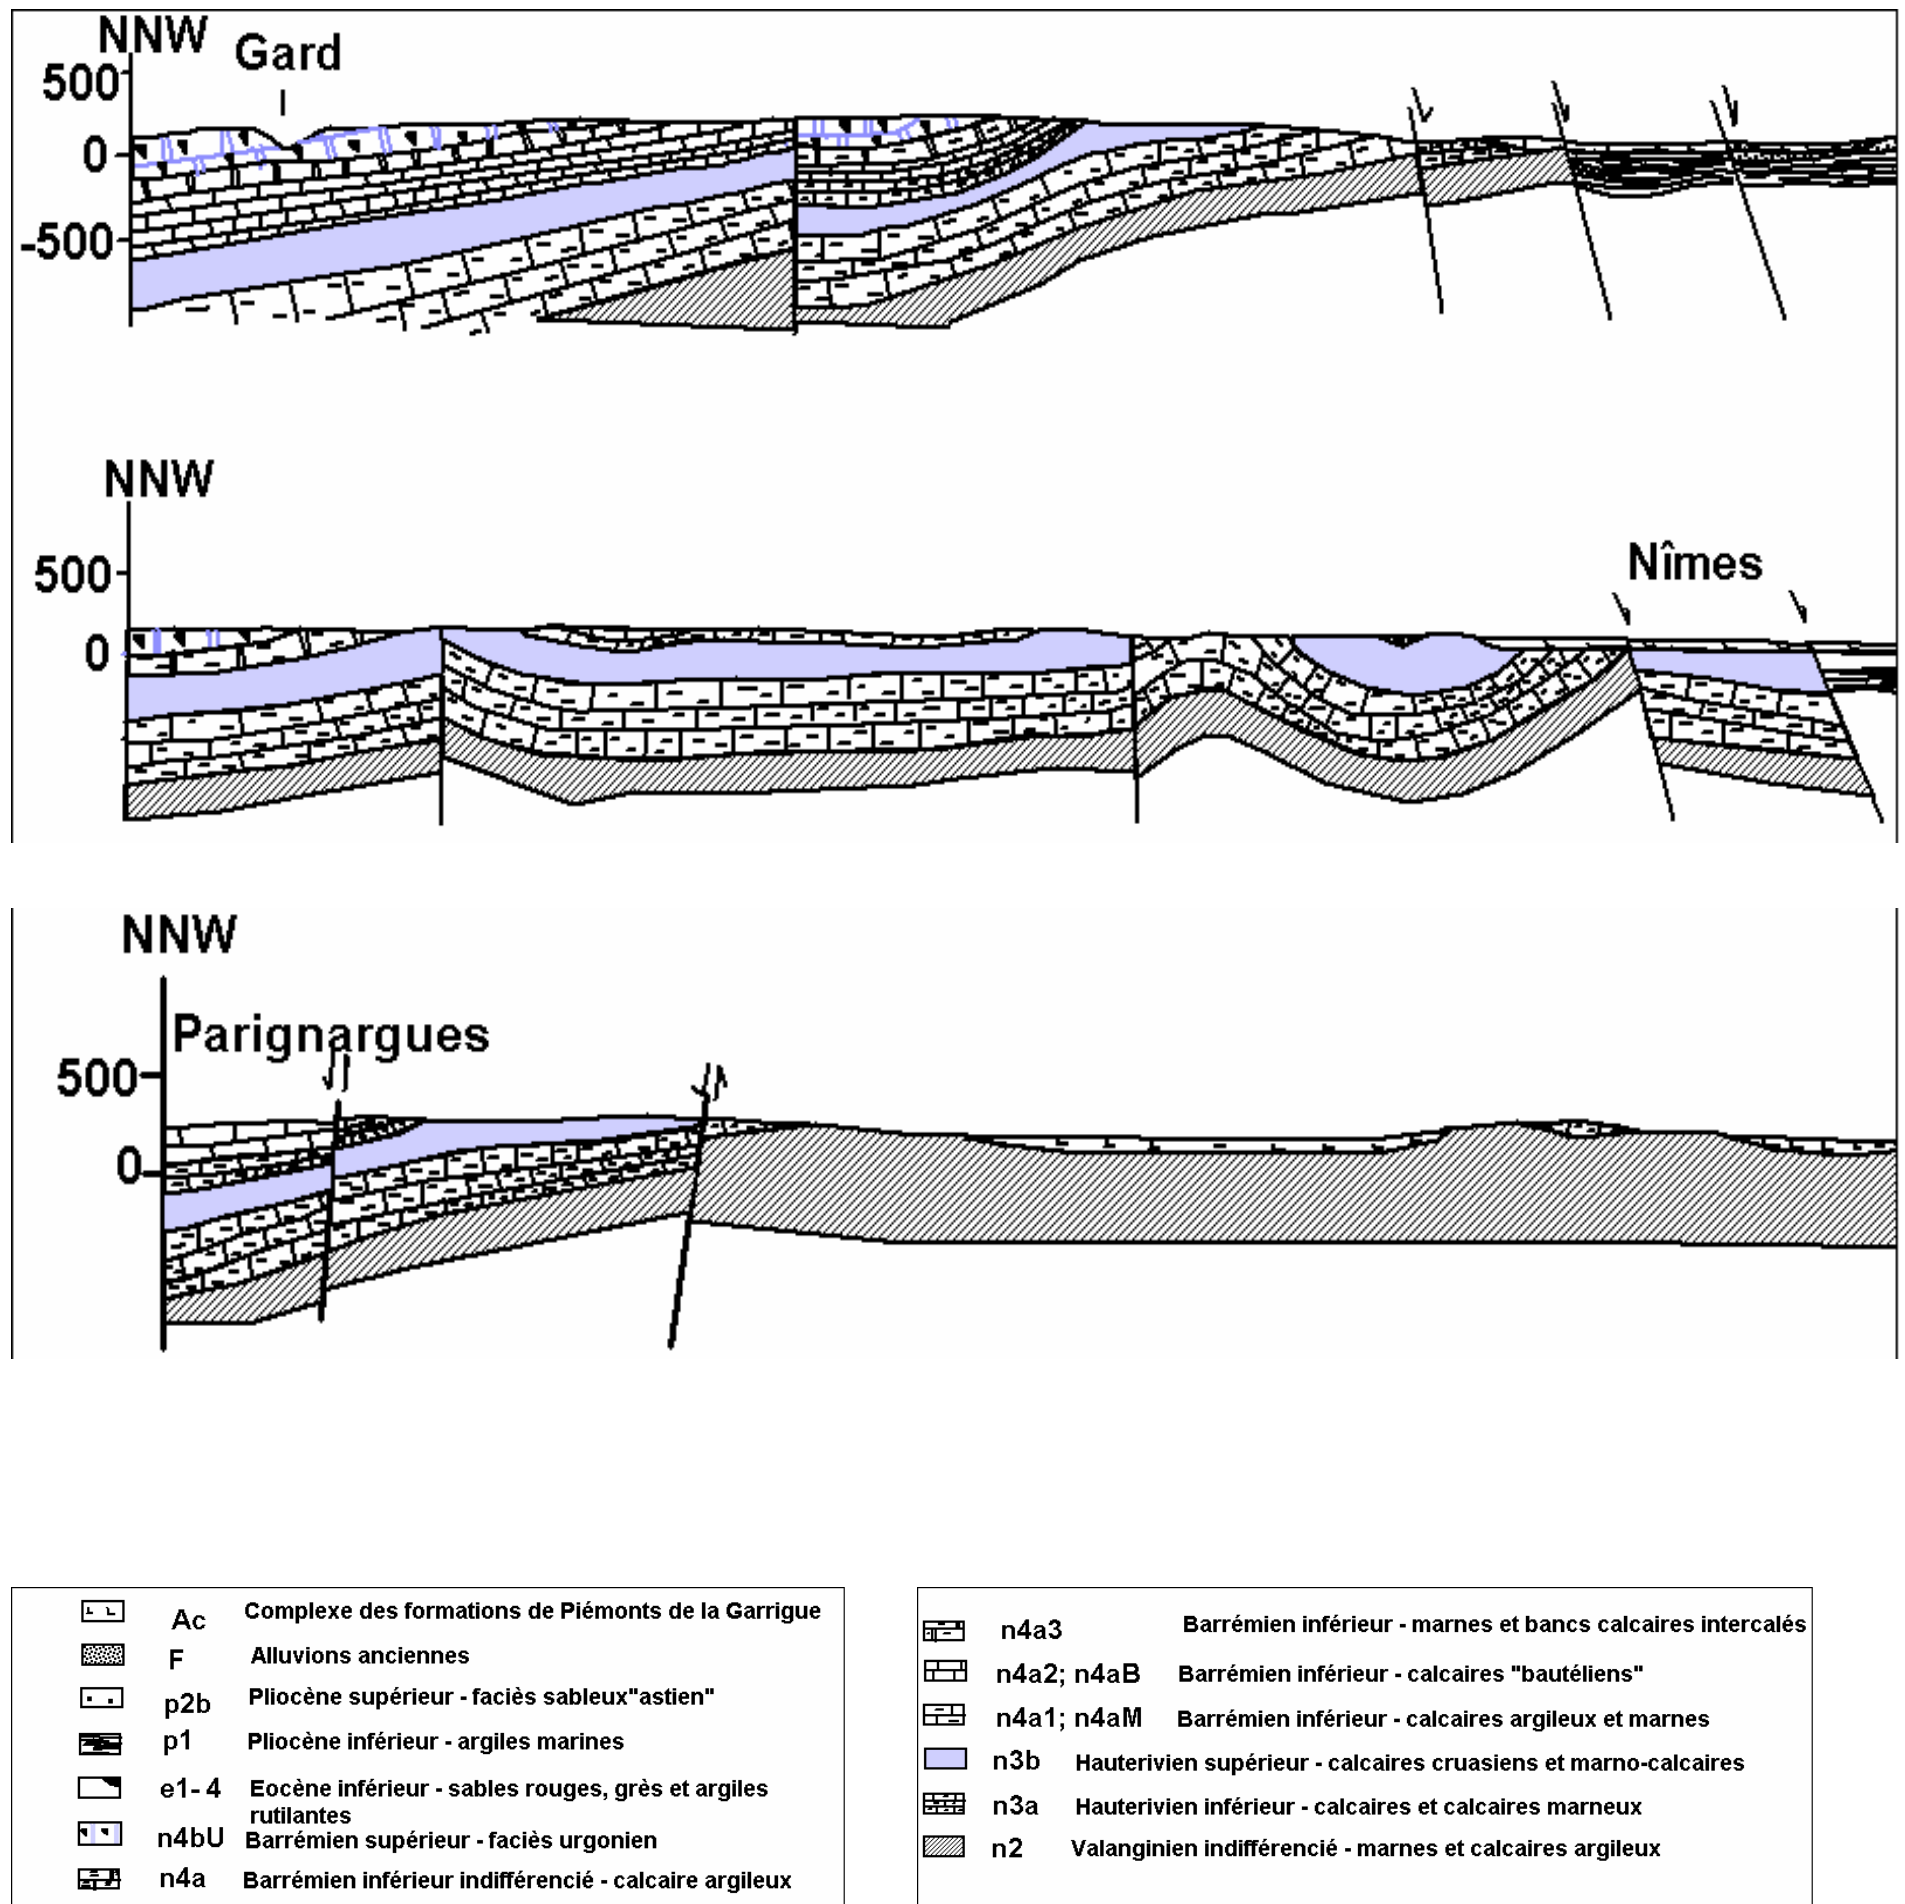 NNW
Gard
500
0
-500
NNW
500
0
Nîmes
NNW
Parignargues
500
0
Ac Complexe des formations de Piémonts de la Garrigue
F Alluvions anciennes
p2b Pliocène supérieur - faciès sableux"astien"
p1 Pliocène inférieur - argiles marines
e1- 4 Eocène inférieur - sables rouges, grès et argiles
rutilantes
n4bU Barrémien supérieur - faciès urgonien
n4a Barrémien inférieur indifférencié - calcaire argileux
n4a3 Barrémien inférieur - marnes et bancs calcaires intercalés
n4a2; n4aB Barrémien inférieur - calcaires "bautéliens"
n4a1; n4aM Barrémien inférieur - calcaires argileux et marnes
n3b Hauterivien supérieur - calcaires cruasiens et marno-calcaires
n3a Hauterivien inférieur - calcaires et calcaires marneux
n2 Valanginien indifférencié - marnes et calcaires argileux